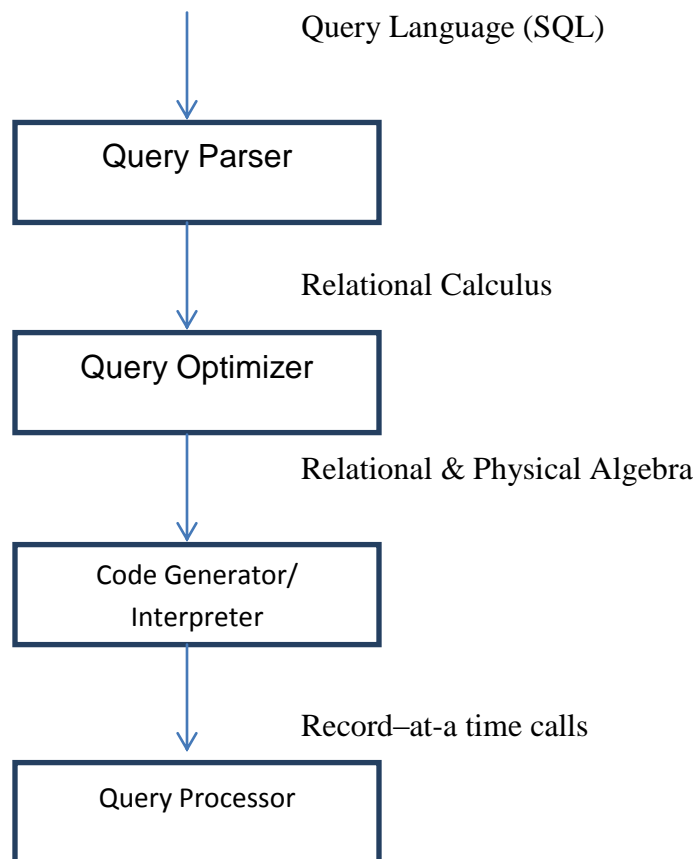 Query Language (SQL)
Query Parser
Relational Calculus
Query Optimizer
Relational & Physical Algebra
Code Generator/
Interpreter
Record–at-a time calls
Query Processor